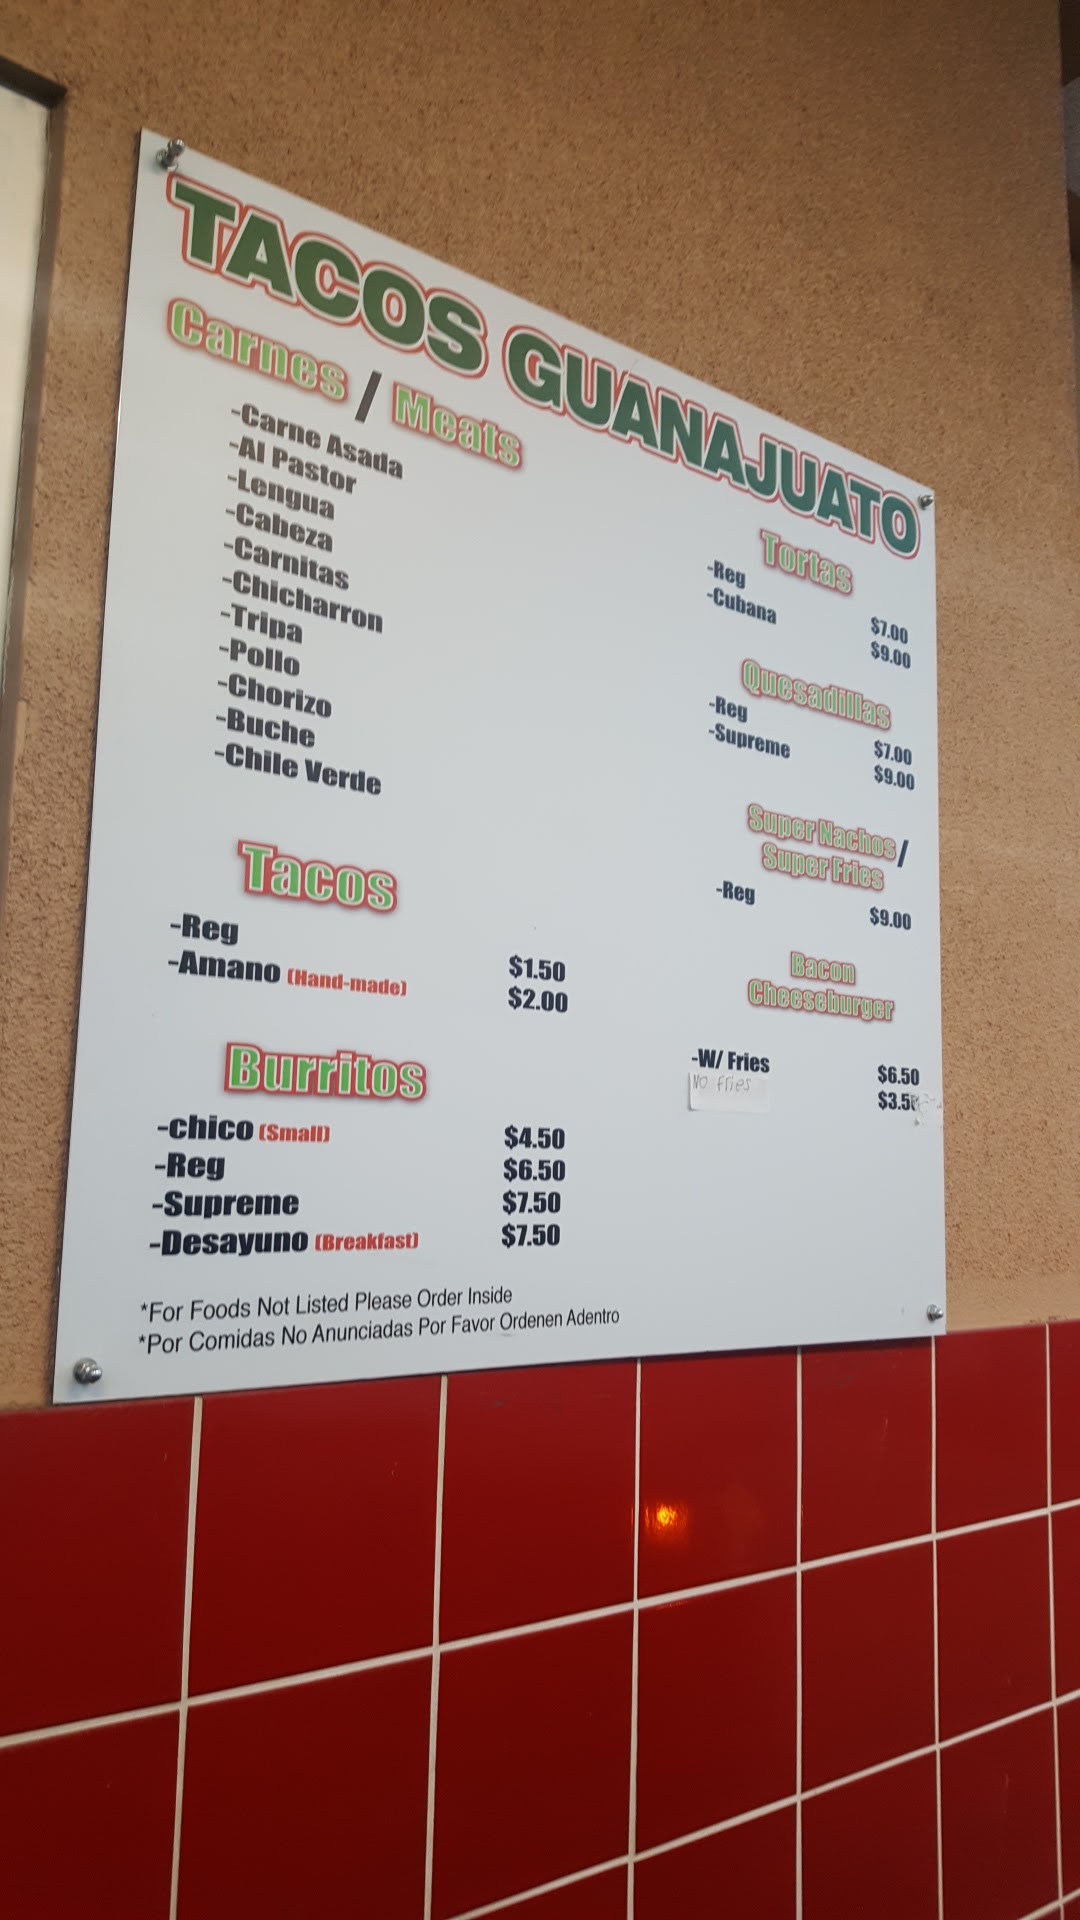 TACOS GUANAJUATO
Carnes / Meats
-Carne Asada
-Al Pastor
-Lengua
-Cabeza
-Carnitas
-Chicharron
-Tripa
-Pollo
-Chorizo
-Buche
-Chile Verde
Tacos
-Reg $1.50
-Amano (Hand-made) $2.00
Burritos
-chico (Small) $4.50
-Reg $6.50
-Supreme $7.50
-Desayuno (Breakfast) $7.50
Tortas
-Reg $7.00
-Cubana $9.00
Quesadillas
-Reg $7.00
-Supreme $9.00
Super Nachos /
Super Fries
-Reg $9.00
Bacon
Cheeseburger
-W/ Fries $6.50
No fries
*For Foods Not Listed Please Order Inside
*Por Comidas No Anunciadas Por Favor Ordenen Adentro